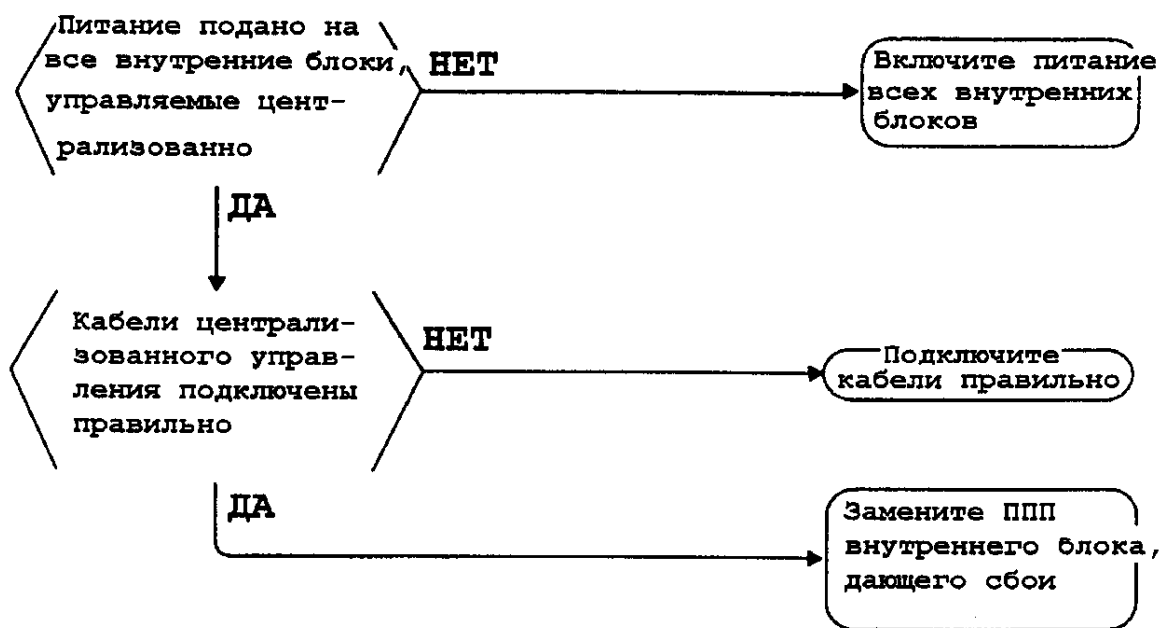 Питание подано на
все внутренние блоки,
управляемые цент-
рализованно
НЕТ
Включите питание
всех внутренних
блоков
ДА
Кабели централи-
зованного управ-
ления подключены
правильно
НЕТ
Подключите
кабели правильно
ДА
Замените ППП
внутреннего блока,
дающего сбои